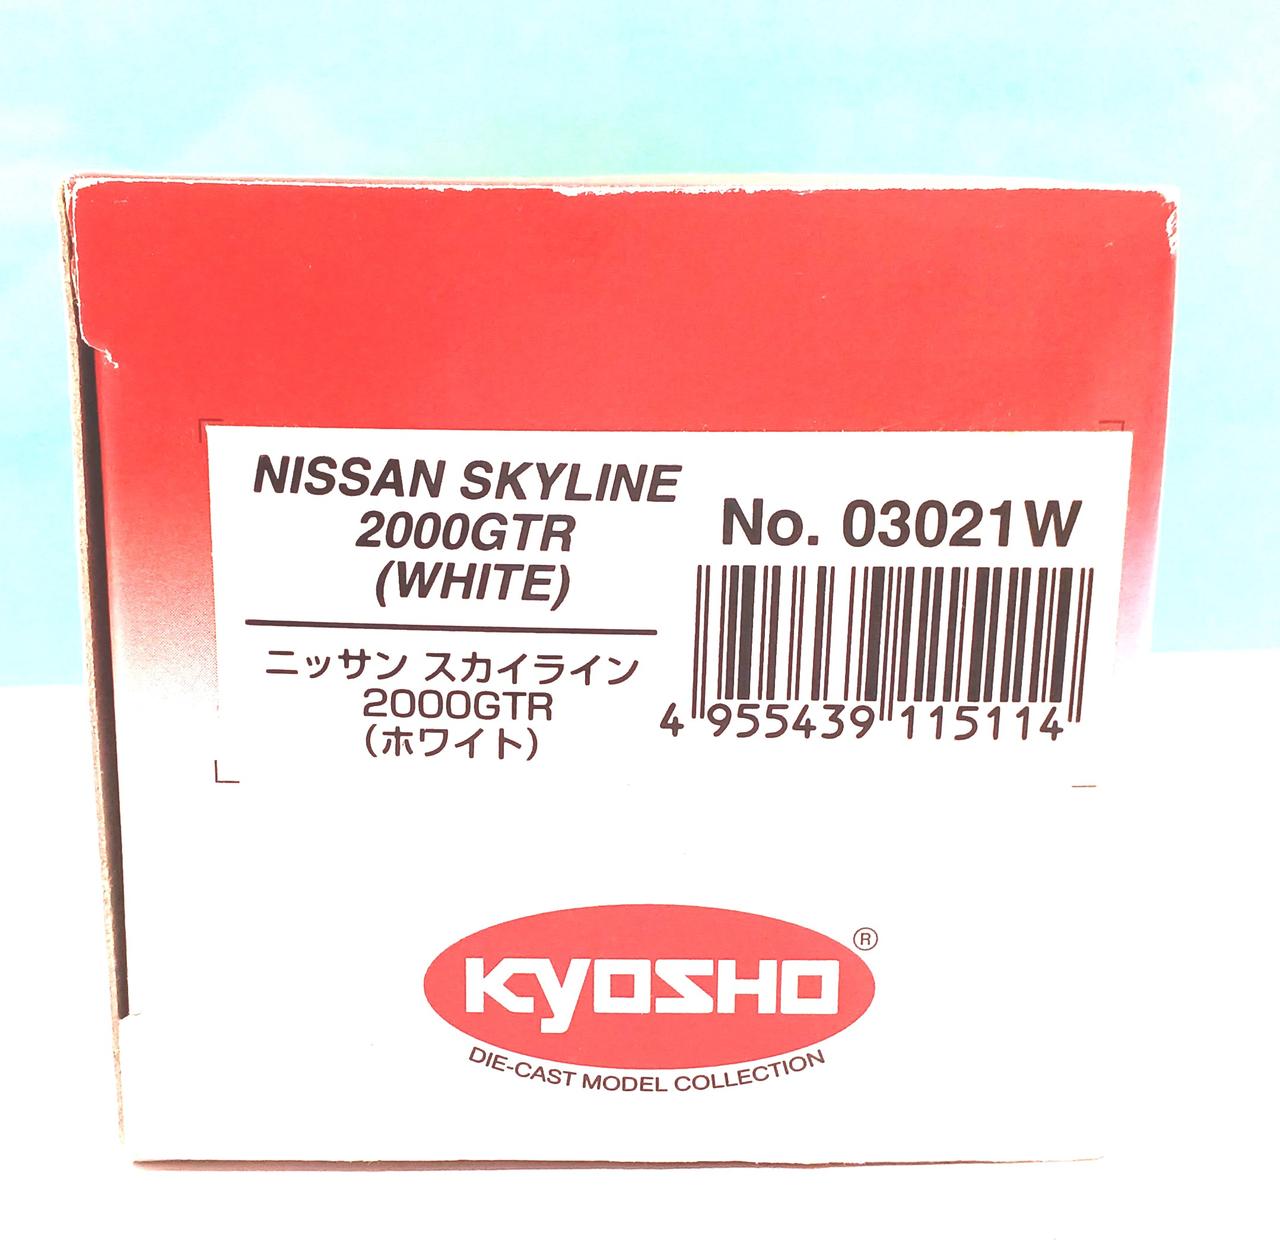 NISSAN SKYLINE
2000GTR
(WHITE)
ニッサン スカイライン
2000GTR
(ホワイト)
No. 03021W
4 955439 115114
KYOSHO ®
DIE-CAST MODEL COLLECTION